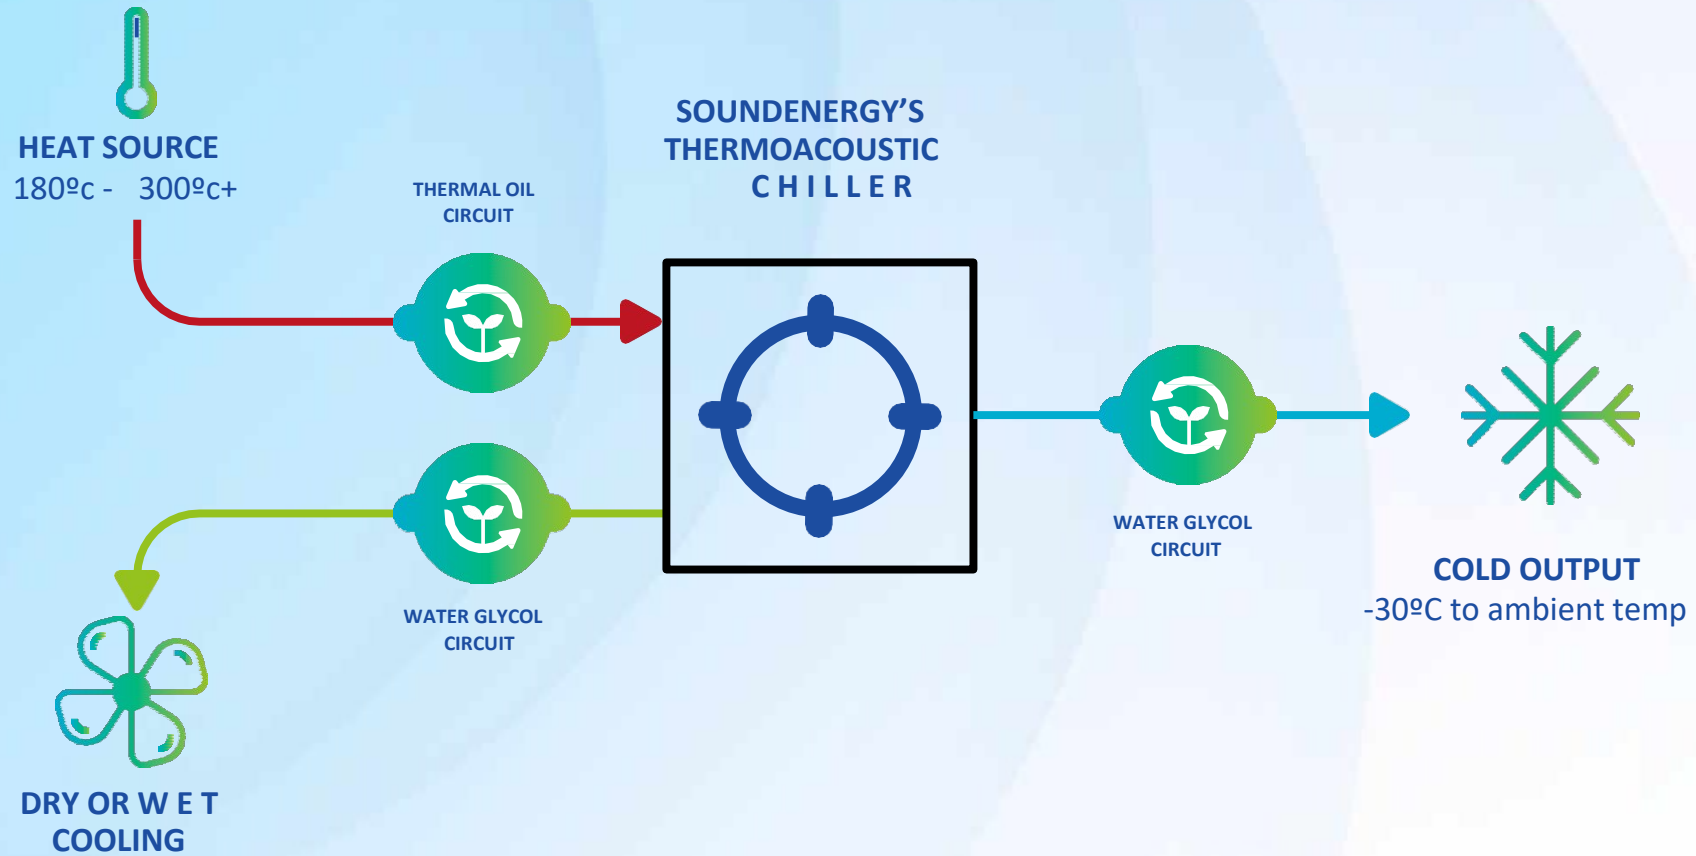 HEAT SOURCE
180ºc - 300ºc+
THERMAL OIL
CIRCUIT
SOUNDENERGY’S
THERMOACOUSTIC
C H I L L E R
WATER GLYCOL
CIRCUIT
DRY OR W E T
COOLING
WATER GLYCOL
CIRCUIT
COLD OUTPUT
-30ºC to ambient temp